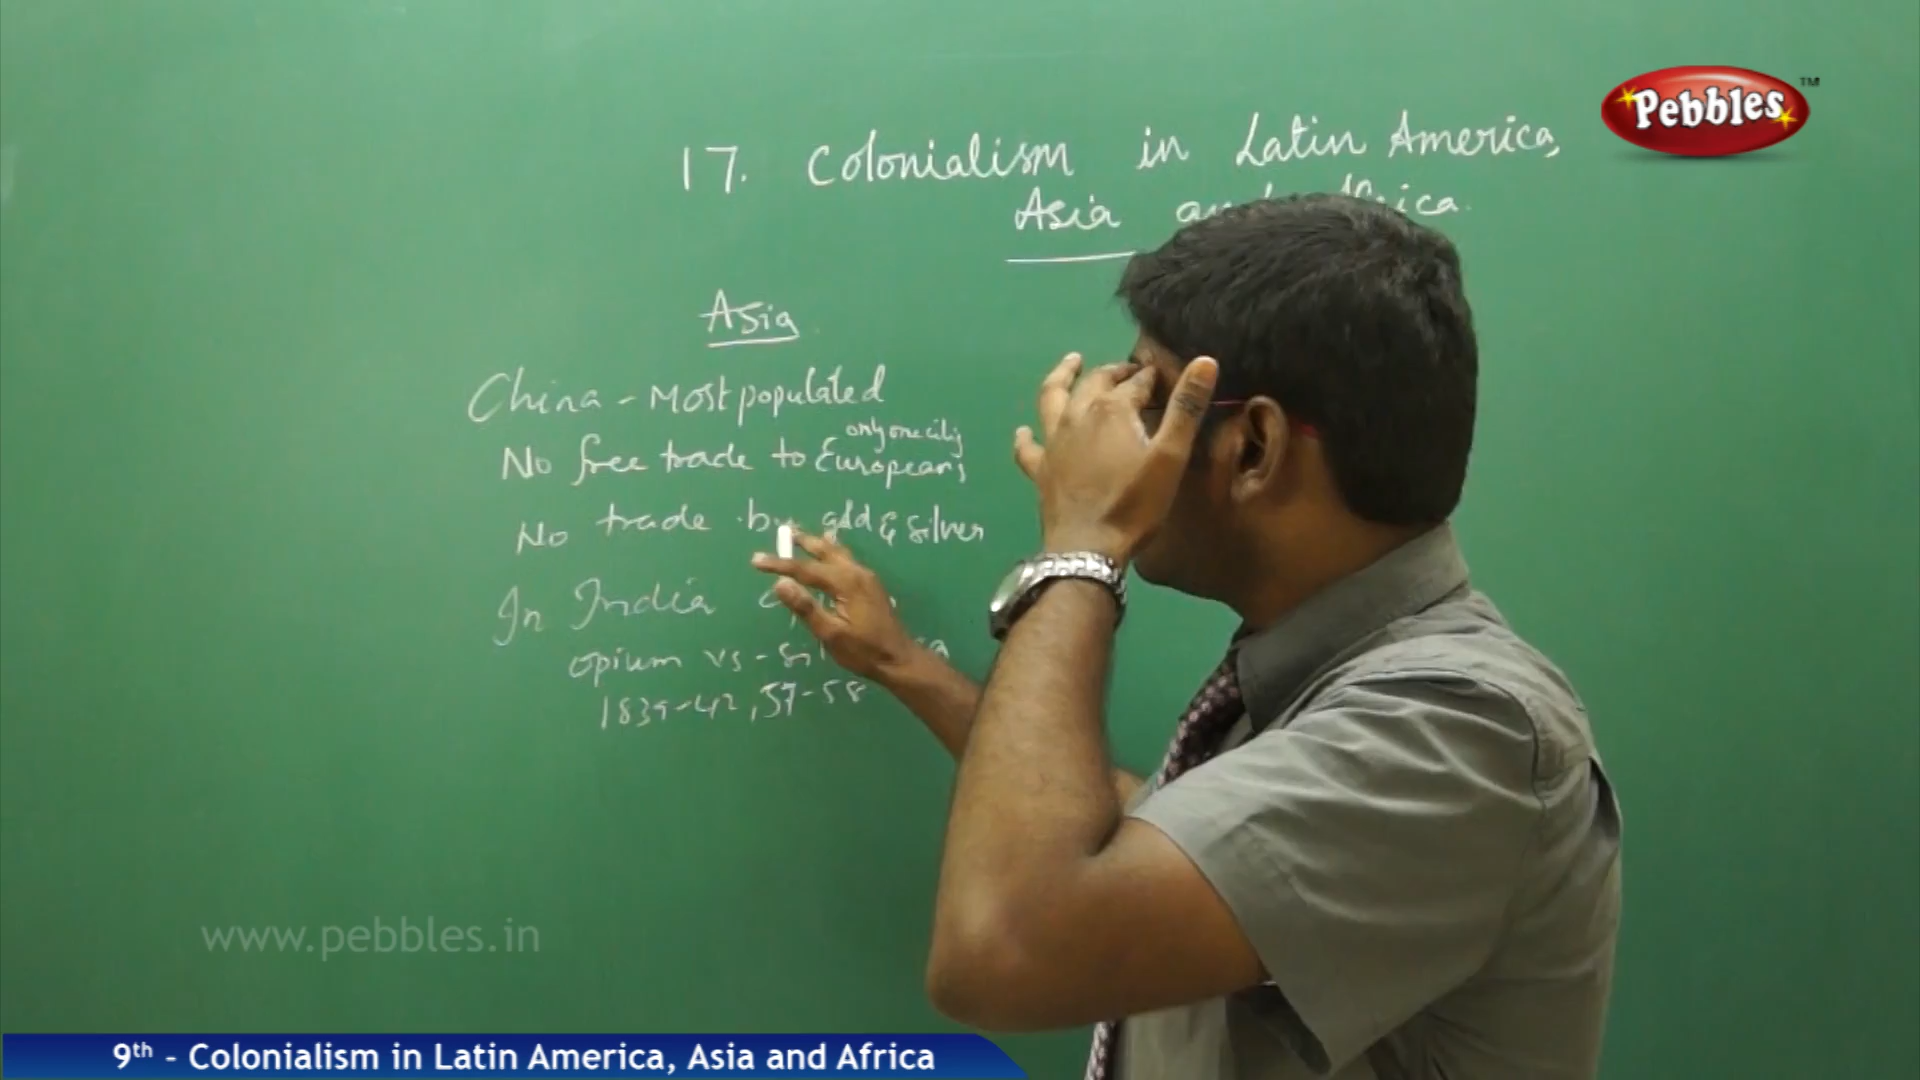 Pebbles™
17. Colonialism in Latin America,
Asia
Asia
China - Most populated
only one city
No free trade to Europeans
No trade by gold & silver
In India
opium vs -
1839-42, 57-58
www.pebbles.in
9th - Colonialism in Latin America, Asia and Africa